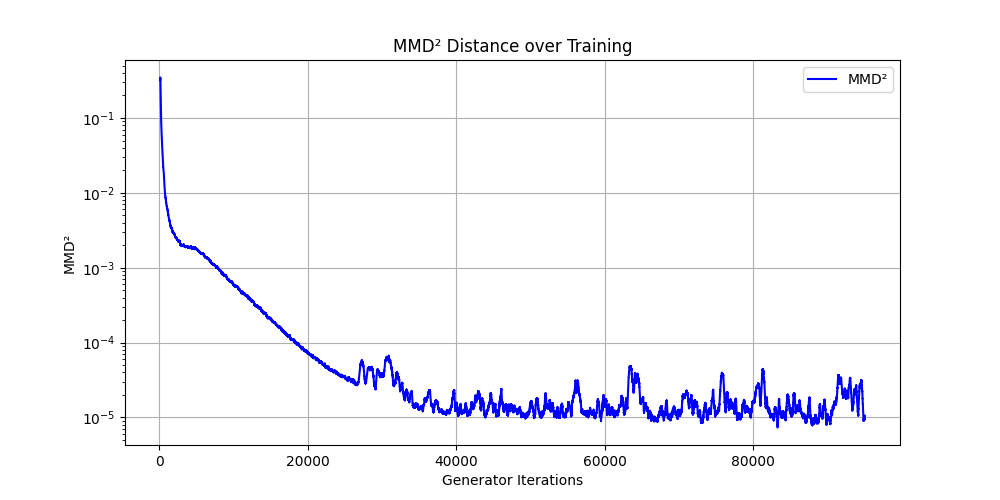 MMD² Distance over Training
MMD²
10⁻¹
10⁻²
10⁻³
10⁻⁴
10⁻⁵
MMD²
0 20000 40000 60000 80000
Generator Iterations